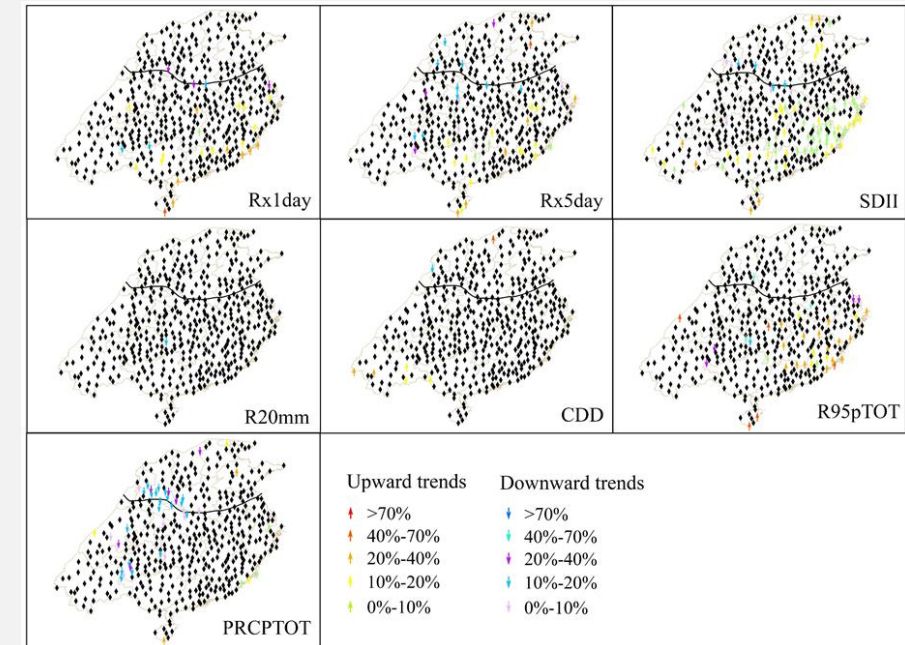 Rx1day
Rx5day
SDII
R20mm
CDD
R95pTOT
PRCPTOT
Upward trends
>70%
40%-70%
20%-40%
10%-20%
0%-10%
Downward trends
>70%
40%-70%
20%-40%
10%-20%
0%-10%